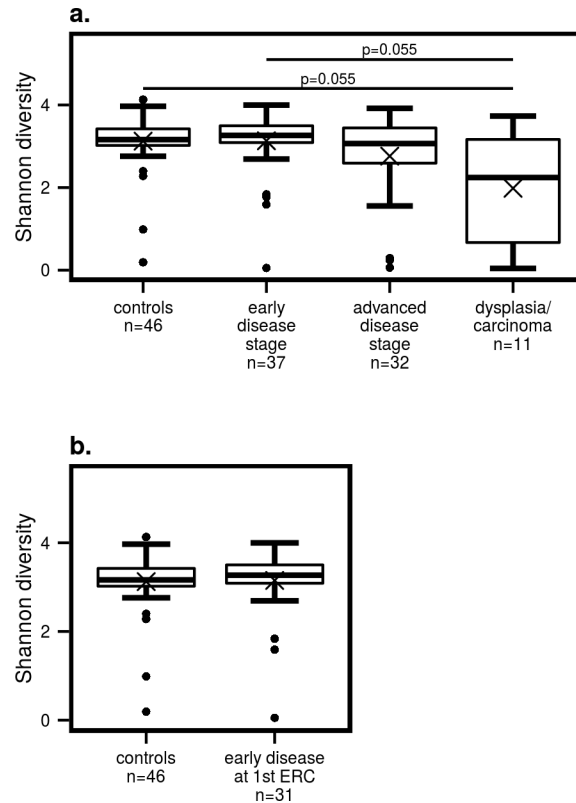 a.
p=0.055
p=0.055
Shannon diversity
4
2
0
controls
n=46
early
disease
stage
n=37
advanced
disease
stage
n=32
dysplasia/
carcinoma
n=11
b.
Shannon diversity
4
2
0
controls
n=46
early disease
at 1st ERC
n=31